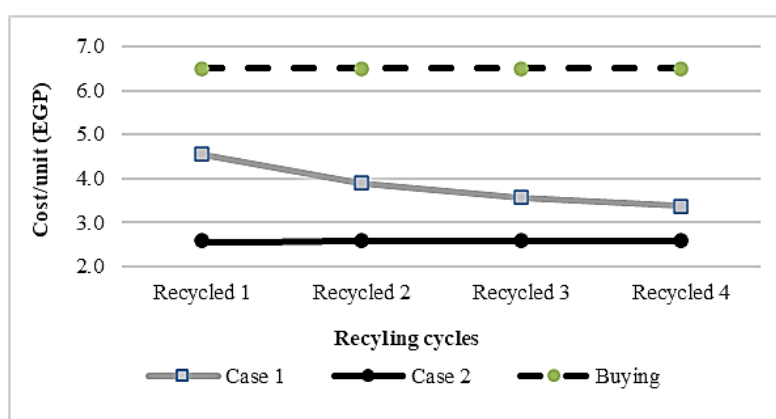 Cost/unit (EGP)
7.0
6.0
5.0
4.0
3.0
2.0
Recycled 1 Recycled 2 Recycled 3 Recycled 4
Recyling cycles
Case 1 Case 2 Buying